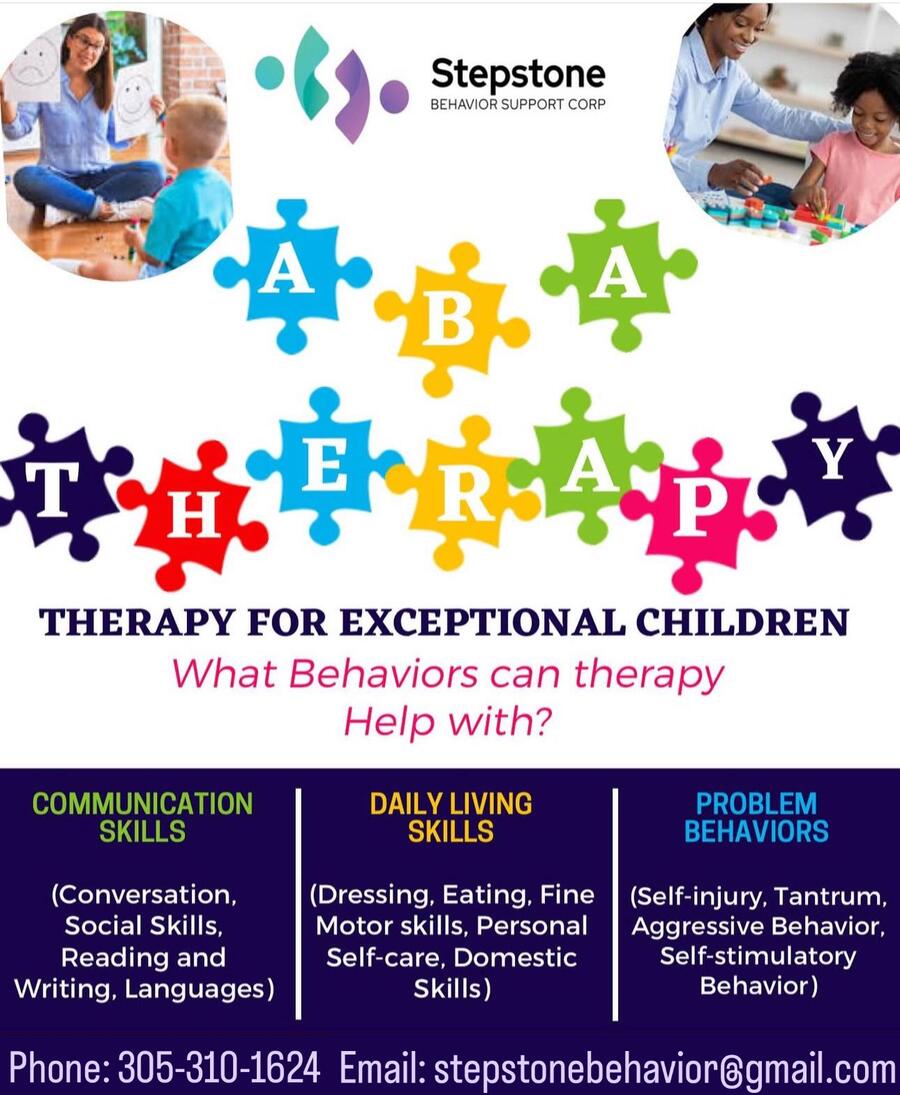 Stepstone
BEHAVIOR SUPPORT CORP
ABA
THERAPY
THERAPY FOR EXCEPTIONAL CHILDREN
What Behaviors can therapy
Help with?
COMMUNICATION
SKILLS
(Conversation,
Social Skills,
Reading and
Writing, Languages)
DAILY LIVING
SKILLS
(Dressing, Eating, Fine
Motor skills, Personal
Self-care, Domestic
Skills)
PROBLEM
BEHAVIORS
(Self-injury, Tantrum,
Aggressive Behavior,
Self-stimulatory
Behavior)
Phone: 305-310-1624 Email: stepstonebehavior@gmail.com